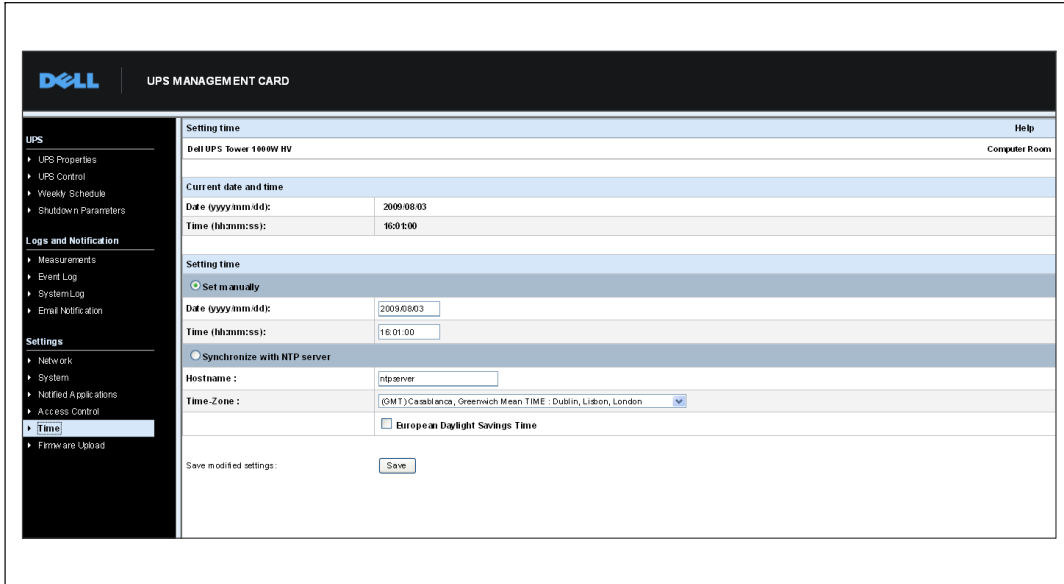 DELL
UPS MANAGEMENT CARD
UPS
UPS Properties
UPS Control
Weekly Schedule
Shutdown Parameters
Logs and Notification
Measurements
Event Log
System Log
Email Notification
Settings
Network
System
Notified Applications
Access Control
Time
Firmware Upload
Setting time Help
Dell UPS Tower 1000W HV Computer Room
Current date and time
Date (yyyy/mm/dd): 2009/08/03
Time (hh:mm:ss): 16:01:00
Setting time
Set manually
Date (yyyy/mm/dd): 2009/08/03
Time (hh:mm:ss): 16:01:00
Synchronize with NTP server
Hostname : ntpserver
Time-Zone : (GMT) Casablanca, Greenwich Mean TIME : Dublin, Lisbon, London
European Daylight Savings Time
Save modified settings: Save